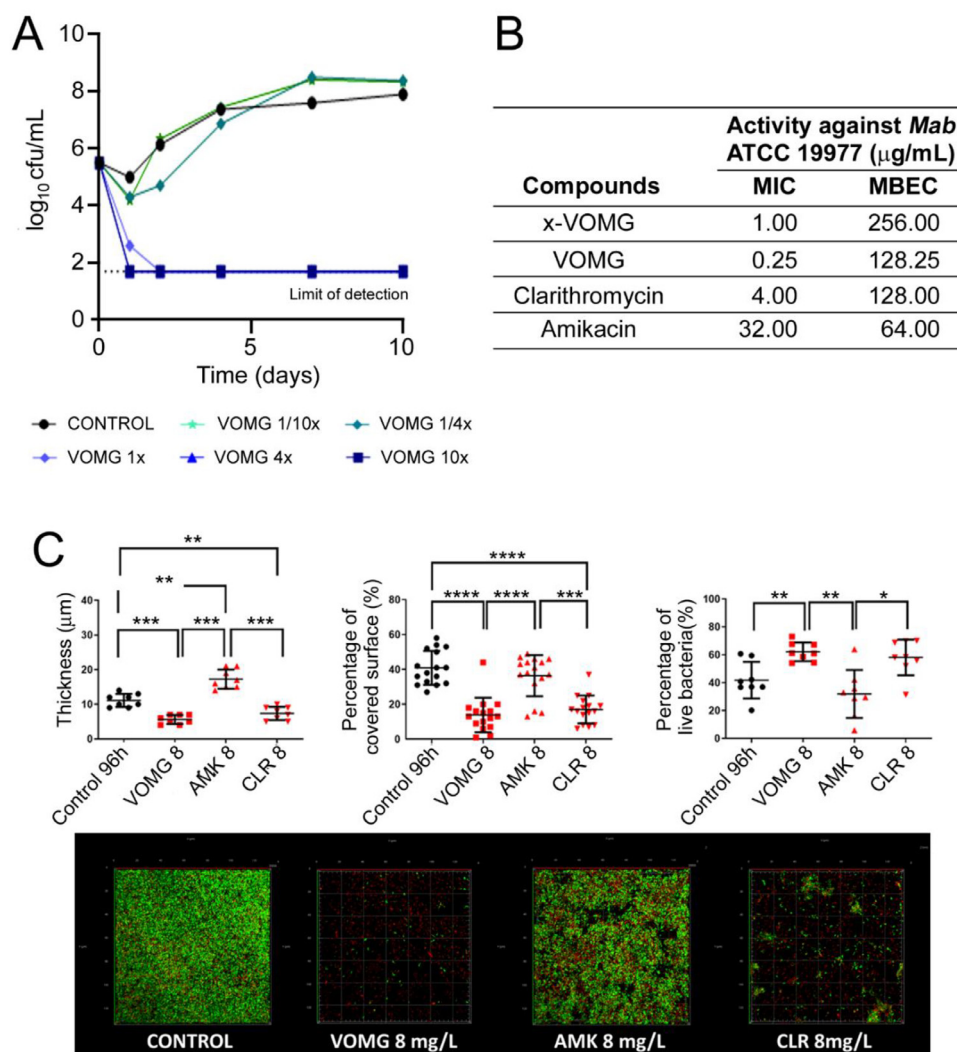 A
log10 cfu/mL
10
8
6
4
2
0
Limit of detection
0 5 10
Time (days)
CONTROL VOMG 1/10x VOMG 1/4x
VOMG 1x VOMG 4x VOMG 10x
B
Activity against Mab
ATCC 19977 (μg/mL)
Compounds MIC MBEC
x-VOMG 1.00 256.00
VOMG 0.25 128.25
Clarithromycin 4.00 128.00
Amikacin 32.00 64.00
C
**
**
*** *** ***
Thickness (μm)
40
30
20
10
0
Control 96h VOMG 8 AMK 8 CLR 8
****
**** **** ***
Percentage of
covered surface (%)
80
60
40
20
0
Control 96h VOMG 8 AMK 8 CLR 8
** ** *
Percentage of
live bacteria(%)
100
80
60
40
20
0
Control 96h VOMG 8 AMK 8 CLR 8
CONTROL VOMG 8 mg/L AMK 8 mg/L CLR 8mg/L